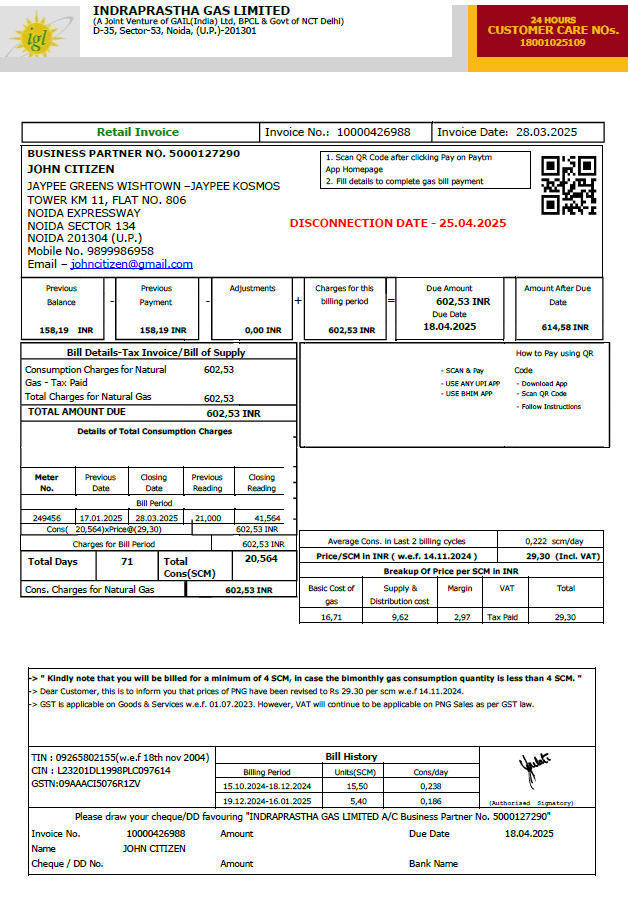 igl
INDRAPRASTHA GAS LIMITED
(A Joint Venture of GAIL(India) Ltd, BPCL & Govt of NCT Delhi)
D-35, Sector-53, Noida, (U.P.)-201301
24 HOURS
CUSTOMER CARE NOs.
18001025109
Retail Invoice
Invoice No.: 10000426988
Invoice Date: 28.03.2025
BUSINESS PARTNER NO. 5000127290
JOHN CITIZEN
JAYPEE GREENS WISHTOWN –JAYPEE KOSMOS
TOWER KM 11, FLAT NO. 806
NOIDA EXPRESSWAY
NOIDA SECTOR 134
NOIDA 201304 (U.P.)
Mobile No. 9899986958
Email – johncitizen@gmail.com
1. Scan QR Code after clicking Pay on Paytm
App Homepage
2. Fill details to complete gas bill payment
DISCONNECTION DATE - 25.04.2025
Previous Balance
158,19 INR
-
Previous Payment
158,19 INR
-
Adjustments
0,00 INR
+
Charges for this billing period
602,53 INR
=
Due Amount
602,53 INR
Due Date
18.04.2025
Amount After Due Date
614,58 INR
Bill Details-Tax Invoice/Bill of Supply
Consumption Charges for Natural Gas - Tax Paid 602,53
Total Charges for Natural Gas 602,53
TOTAL AMOUNT DUE 602,53 INR
How to Pay using QR Code
- SCAN & Pay
- USE ANY UPI APP
- USE BHIM APP
- Download App
- Scan QR Code
- Follow Instructions
Details of Total Consumption Charges
Meter No. Previous Date Closing Date Previous Reading Closing Reading
Bill Period
249456 17.01.2025 28.03.2025 21,000 41,564
Cons( 20,564)xPrice@(29,30) 602,53 INR
Charges for Bill Period 602,53 INR
Total Days 71 Total Cons(SCM) 20,564
Cons. Charges for Natural Gas 602,53 INR
Average Cons. in Last 2 billing cycles 0,222 scm/day
Price/SCM in INR ( w.e.f. 14.11.2024 ) 29,30 (Incl. VAT)
Breakup Of Price per SCM in INR
Basic Cost of gas Supply & Distribution cost Margin VAT Total
16,71 9,62 2,97 Tax Paid 29,30
-> " Kindly note that you will be billed for a minimum of 4 SCM, in case the bimonthly gas consumption quantity is less than 4 SCM. "
-> Dear Customer, this is to inform you that prices of PNG have been revised to Rs 29.30 per scm w.e.f 14.11.2024.
-> GST is applicable on Goods & Services w.e.f. 01.07.2023. However, VAT will continue to be applicable on PNG Sales as per GST law.
TIN : 09265802155(w.e.f 18th nov 2004)
CIN : L23201DL1998PLC097614
GSTN:09AAACI5076R1ZV
Bill History
Billing Period Units(SCM) Cons/day
15.10.2024-18.12.2024 15,50 0,238
19.12.2024-16.01.2025 5,40 0,186
(Authorised Signatory)
Please draw your cheque/DD favouring "INDRAPRASTHA GAS LIMITED A/C Business Partner No. 5000127290"
Invoice No. 10000426988 Amount Due Date 18.04.2025
Name JOHN CITIZEN
Cheque / DD No. Amount Bank Name